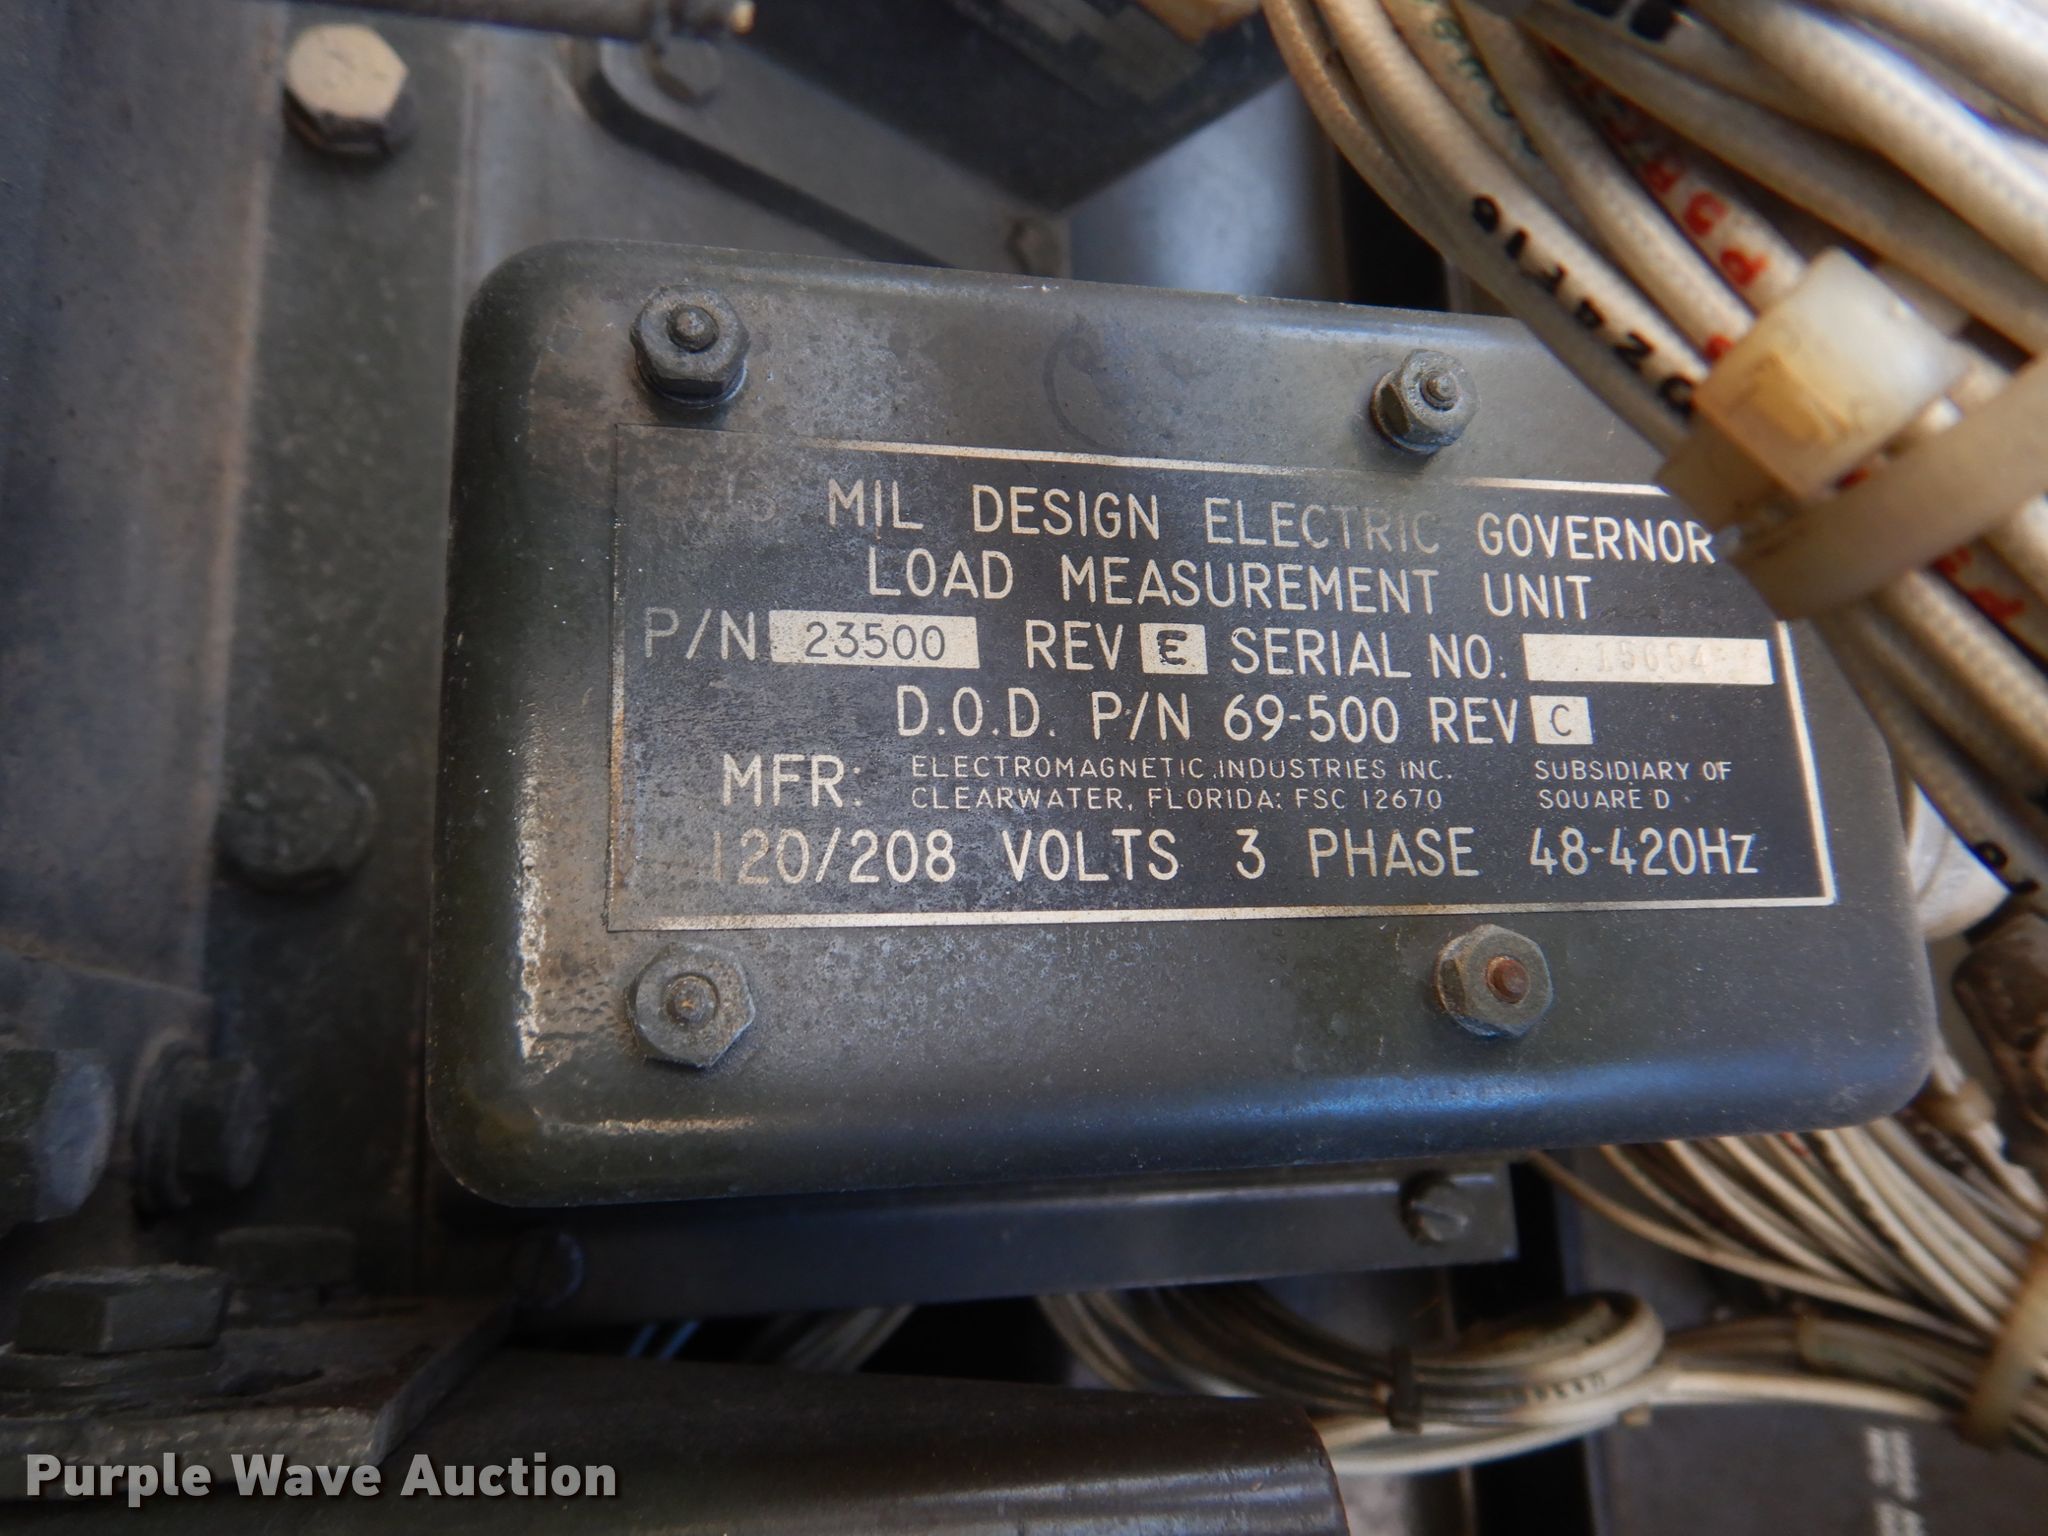 MIL DESIGN ELECTRIC GOVERNOR
LOAD MEASUREMENT UNIT
P/N 23500 REV E SERIAL NO: 15654
D.O.D. P/N 69-500 REV C
MFR: ELECTROMAGNETIC INDUSTRIES INC. SUBSIDIARY OF
CLEARWATER, FLORIDA: FSC 12670 SQUARE D
120/208 VOLTS 3 PHASE 48-420Hz
Purple Wave Auction